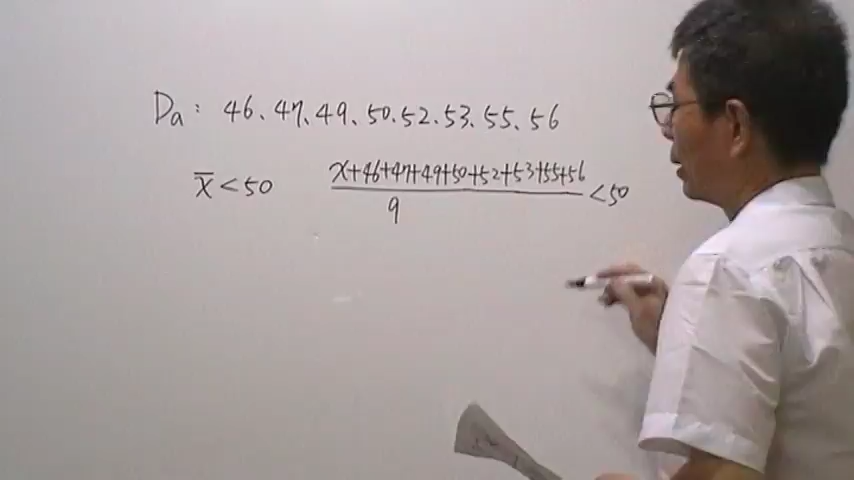 Da: 46、47、49、50、52、53、55、56
x̄ < 50
x+46+47+49+50+52+53+55+56
9
< 50